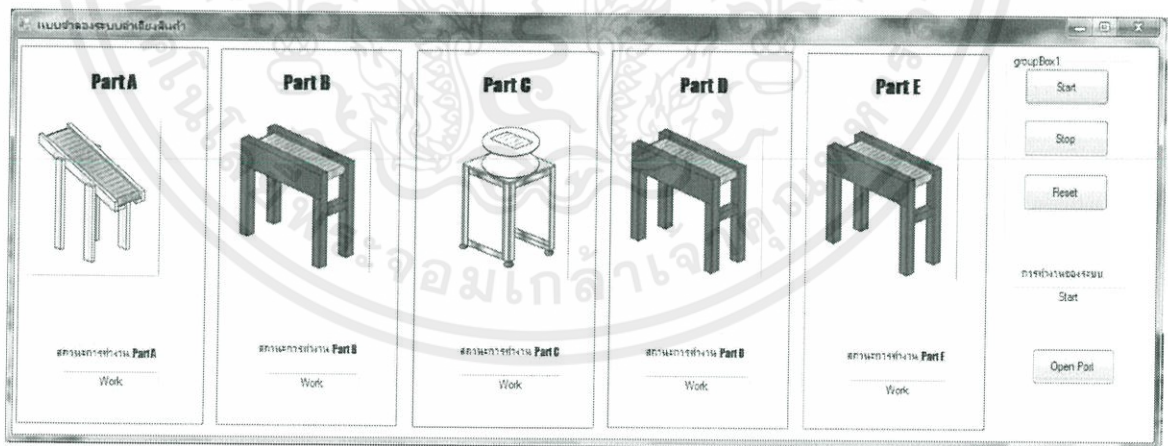 แบบจำลองระบบลำเลียงสินค้า
Part A
Part B
Part C
Part D
Part E
groupBox1
Start
Stop
Reset
การทำงานของระบบ
Start
Open Port
สถานะการทำงาน Part A
Work
สถานะการทำงาน Part B
Work
สถานะการทำงาน Part C
Work
สถานะการทำงาน Part D
Work
สถานะการทำงาน Part E
Work